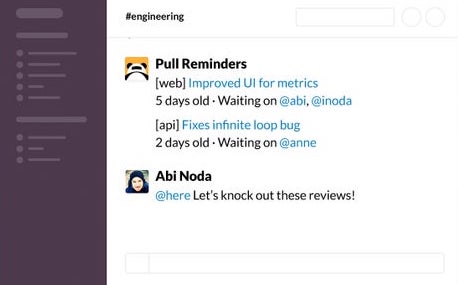 #engineering
Pull Reminders
[web] Improved UI for metrics
5 days old · Waiting on @abi, @inoda
[api] Fixes infinite loop bug
2 days old · Waiting on @anne
Abi Noda
@here Let's knock out these reviews!